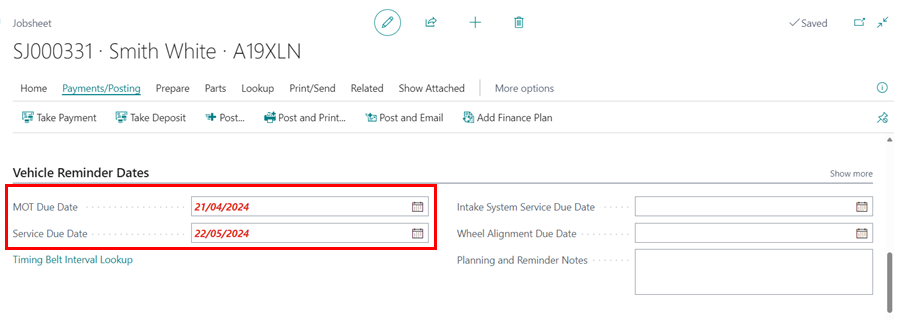 Jobsheet
Saved
SJ000331 · Smith White · A19XLN
Home Payments/Posting Prepare Parts Lookup Print/Send Related Show Attached More options
Take Payment Take Deposit Post... Post and Print... Post and Email Add Finance Plan
Vehicle Reminder Dates
Show more
MOT Due Date 21/04/2024
Service Due Date 22/05/2024
Timing Belt Interval Lookup
Intake System Service Due Date
Wheel Alignment Due Date
Planning and Reminder Notes